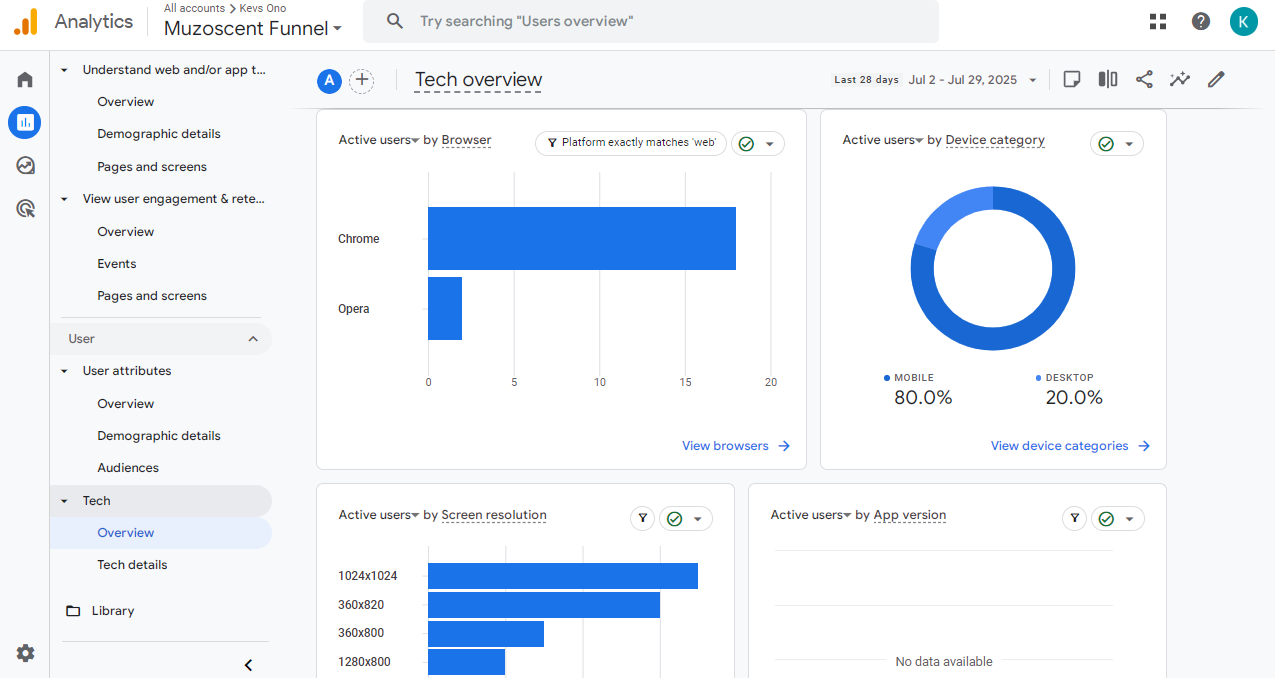 Analytics
All accounts > Kevs Ono
Muzoscent Funnel
Try searching "Users overview"
K
Understand web and/or app t...
Overview
Demographic details
Pages and screens
View user engagement & rete...
Overview
Events
Pages and screens
User
User attributes
Overview
Demographic details
Audiences
Tech
Overview
Tech details
Library
A
Tech overview
Last 28 days Jul 2 - Jul 29, 2025
Active users by Browser
Platform exactly matches 'web'
Chrome
Opera
0 5 10 15 20
View browsers
Active users by Device category
MOBILE
80.0%
DESKTOP
20.0%
View device categories
Active users by Screen resolution
1024x1024
360x820
360x800
1280x800
Active users by App version
No data available